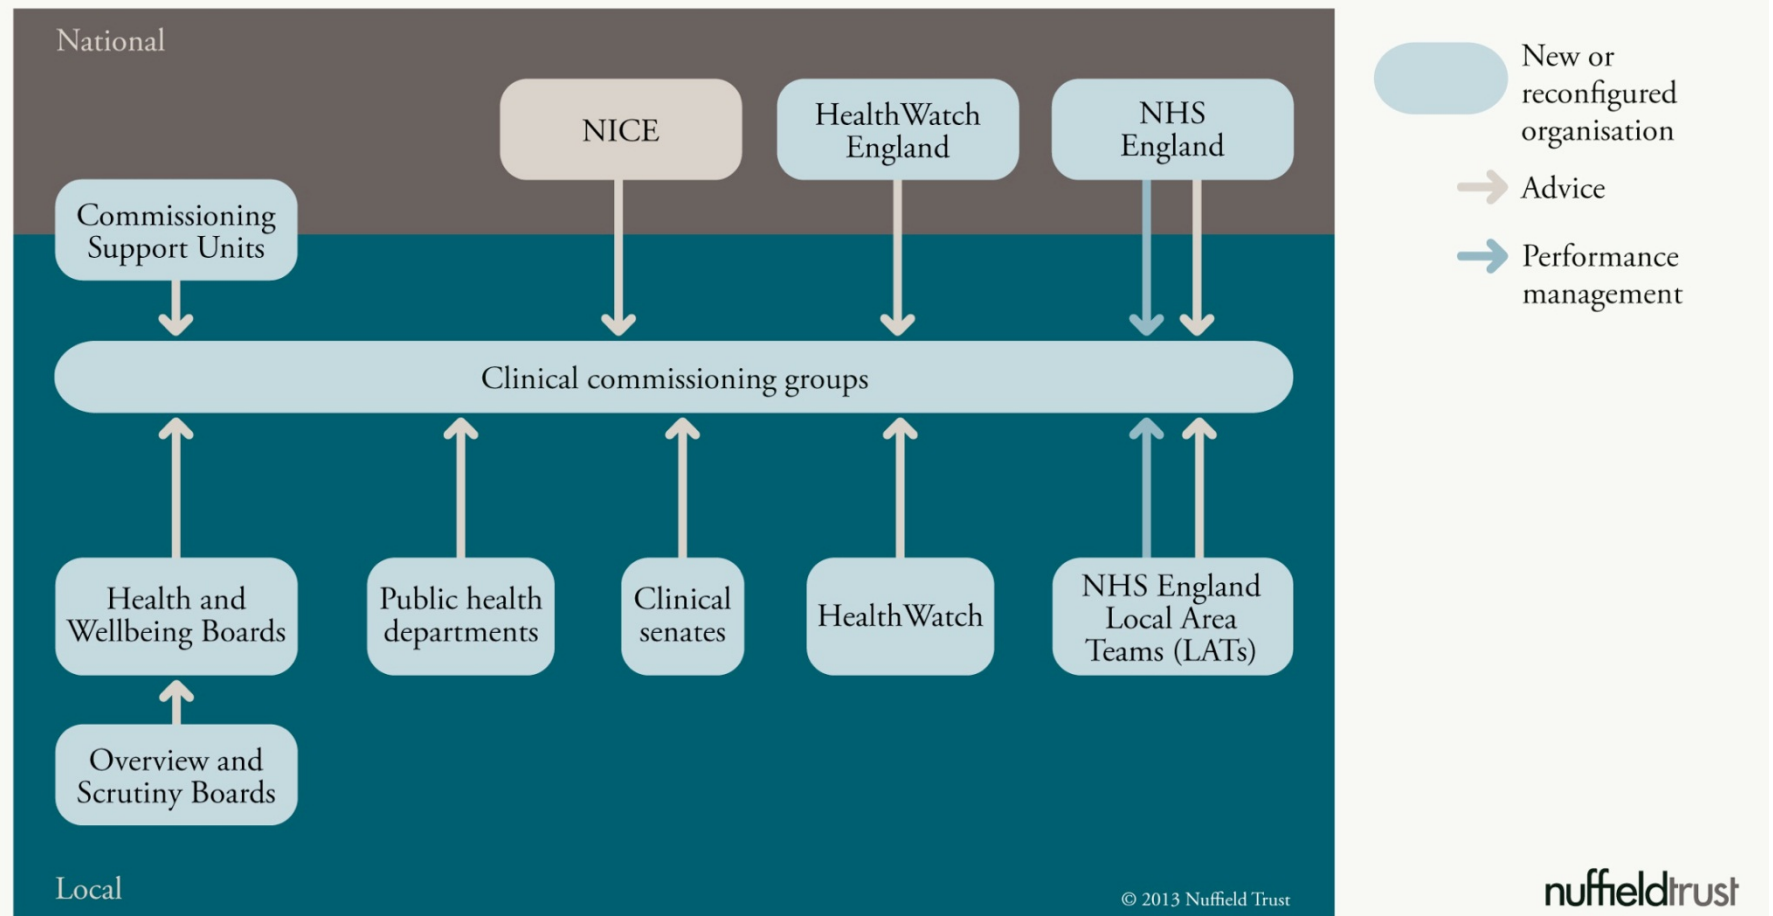 National
NICE
HealthWatch
England
NHS
England
Commissioning
Support Units
Clinical commissioning groups
Health and
Wellbeing Boards
Public health
departments
Clinical
senates
HealthWatch
NHS England
Local Area
Teams (LATs)
Overview and
Scrutiny Boards
Local
© 2013 Nuffield Trust
New or
reconfigured
organisation
Advice
Performance
management
nuffieldtrust